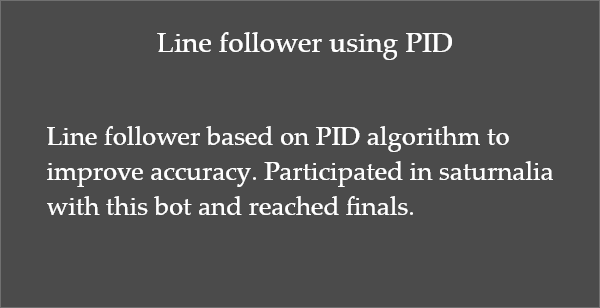 Line follower using PID
Line follower based on PID algorithm to
improve accuracy. Participated in saturnalia
with this bot and reached finals.